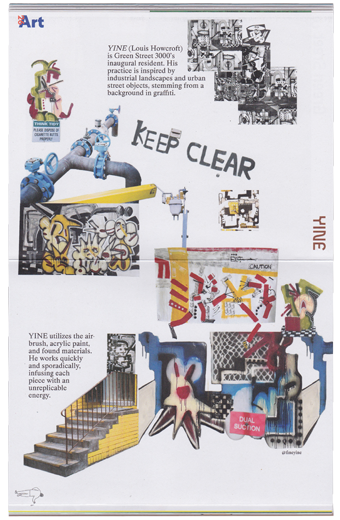 Art
YINE (Louis Howcroft)
is Green Street 3000's
inaugural resident. His
practice is inspired by
industrial landscapes and urban
street objects, stemming from a
background in graffiti.
THINK TWICE
PLEASE DISPOSE OF
CIGARETTE BUTTS
PROPERLY
KEEP CLEAR
YINE
CAUTION
YINE utilizes the air-
brush, acrylic paint,
and found materials.
He works quickly
and sporadically,
infusing each
piece with an
unreplicable
energy.
DUAL
SUCTION